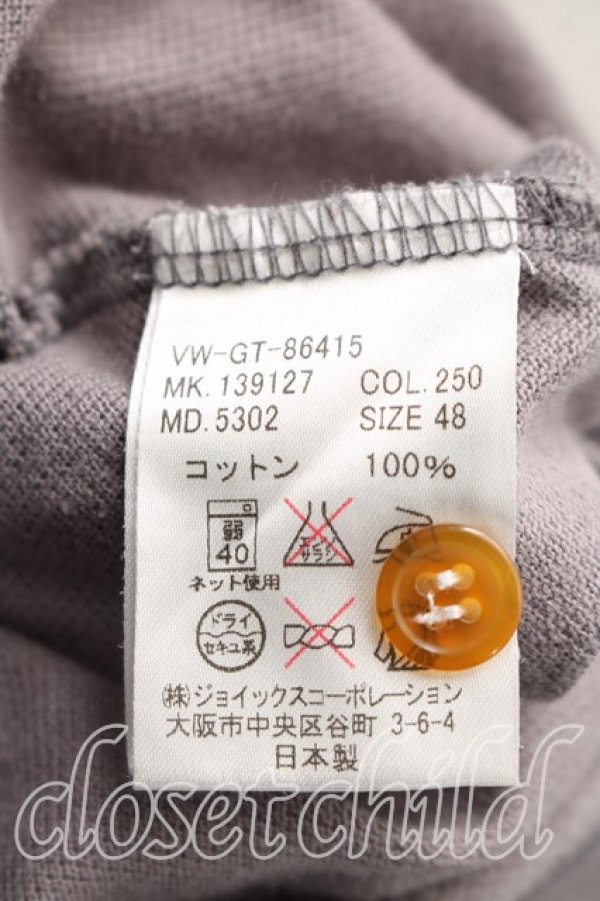 VW-GT-86415
MK. 139127 COL. 250
MD. 5302 SIZE 48
コットン 100%
弱
40
エンソ
サラシ
ネット使用
ドライ
セキユ系
(株)ジョイックスコーポレーション
大阪市中央区谷町 3-6-4
日本製
closet child